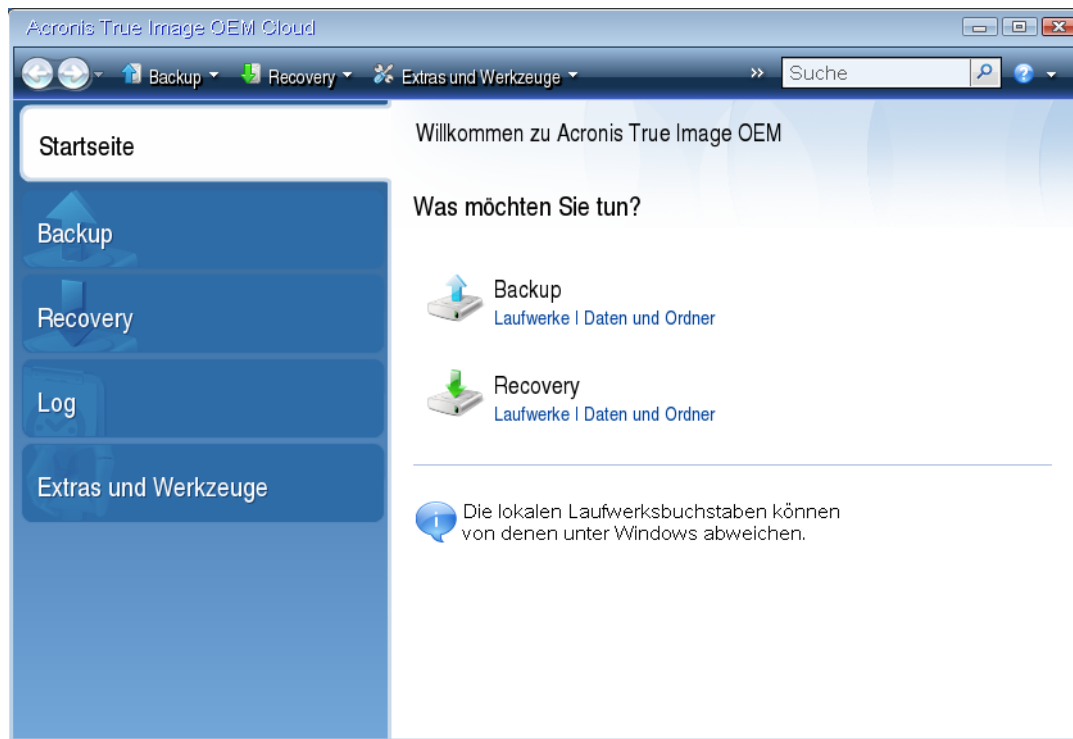 Acronis True Image OEM Cloud
Backup Recovery Extras und Werkzeuge » Suche
Startseite
Backup
Recovery
Log
Extras und Werkzeuge
Willkommen zu Acronis True Image OEM
Was möchten Sie tun?
Backup
Laufwerke | Daten und Ordner
Recovery
Laufwerke | Daten und Ordner
Die lokalen Laufwerksbuchstaben können
von denen unter Windows abweichen.